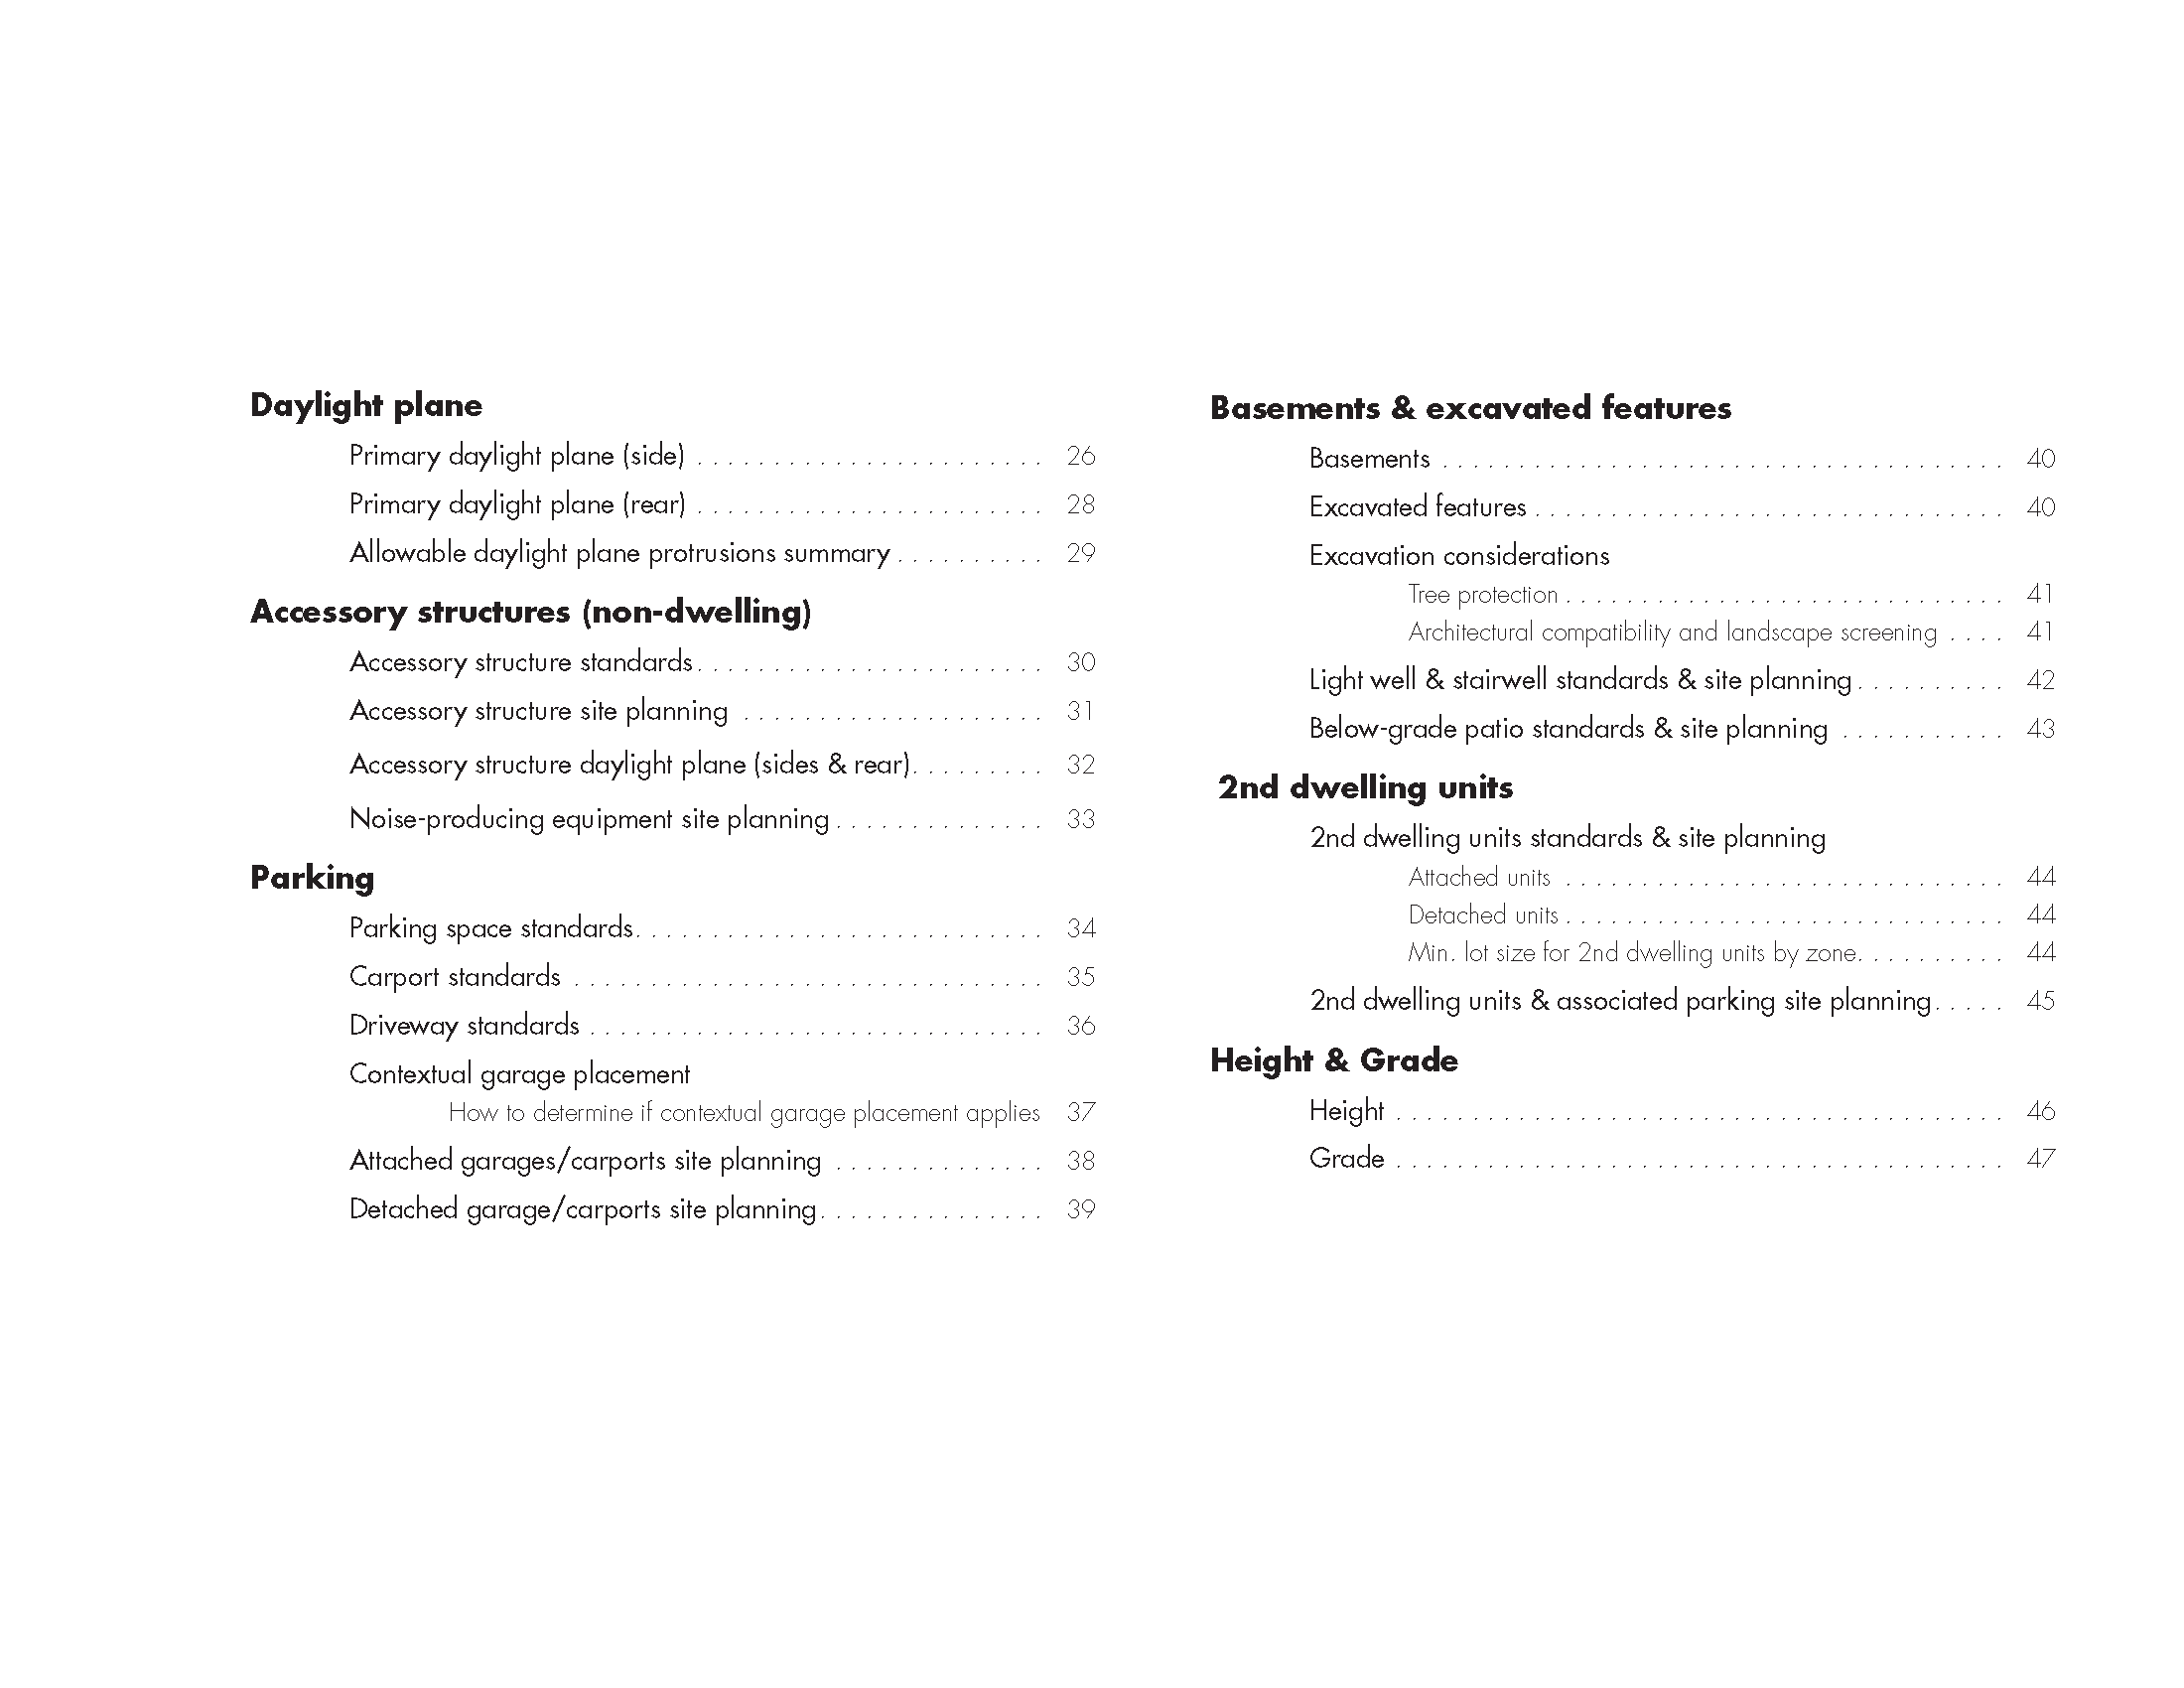 Daylight plane
Primary daylight plane (side) . . . . . . . . . . . . . . . . . . . . . . . 26
Primary daylight plane (rear) . . . . . . . . . . . . . . . . . . . . . . . 28
Allowable daylight plane protrusions summary . . . . . . . . . . 29
Accessory structures (non-dwelling)
Accessory structure standards . . . . . . . . . . . . . . . . . . . . . . . 30
Accessory structure site planning . . . . . . . . . . . . . . . . . . . . 31
Accessory structure daylight plane (sides & rear) . . . . . . . . . 32
Noise-producing equipment site planning . . . . . . . . . . . . . . 33
Parking
Parking space standards . . . . . . . . . . . . . . . . . . . . . . . . . . . 34
Carport standards . . . . . . . . . . . . . . . . . . . . . . . . . . . . . . . 35
Driveway standards . . . . . . . . . . . . . . . . . . . . . . . . . . . . . . 36
Contextual garage placement
How to determine if contextual garage placement applies 37
Attached garages/carports site planning . . . . . . . . . . . . . . 38
Detached garage/carports site planning . . . . . . . . . . . . . . . 39
Basements & excavated features
Basements . . . . . . . . . . . . . . . . . . . . . . . . . . . . . . . . . . . . . 40
Excavated features . . . . . . . . . . . . . . . . . . . . . . . . . . . . . . . 40
Excavation considerations
Tree protection . . . . . . . . . . . . . . . . . . . . . . . . . . . . . 41
Architectural compatibility and landscape screening . . . . 41
Light well & stairwell standards & site planning . . . . . . . . . . 42
Below-grade patio standards & site planning . . . . . . . . . . . 43
2nd dwelling units
2nd dwelling units standards & site planning
Attached units . . . . . . . . . . . . . . . . . . . . . . . . . . . . . 44
Detached units . . . . . . . . . . . . . . . . . . . . . . . . . . . . . 44
Min. lot size for 2nd dwelling units by zone . . . . . . . . . . 44
2nd dwelling units & associated parking site planning . . . . . 45
Height & Grade
Height . . . . . . . . . . . . . . . . . . . . . . . . . . . . . . . . . . . . . . . . 46
Grade . . . . . . . . . . . . . . . . . . . . . . . . . . . . . . . . . . . . . . . . 47